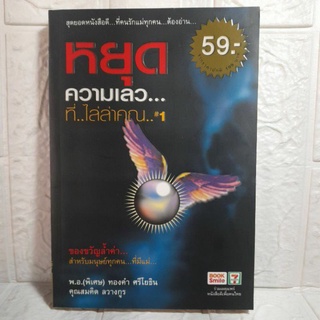 สุดยอดหนังสือดี...ที่คนรักแม่ทุกคน...ต้องอ่าน...
59.-
หยุด
ความเลว...
ที่..ไล่ล่าคุณ..#1
ของขวัญล้ำค่า...
สำหรับมนุษย์ทุกคน...ที่มีแม่...
พ.อ.(พิเศษ) ทองคำ ศรีโยธิน
คุณสมคิด ลวางกูร
BOOK
Smile